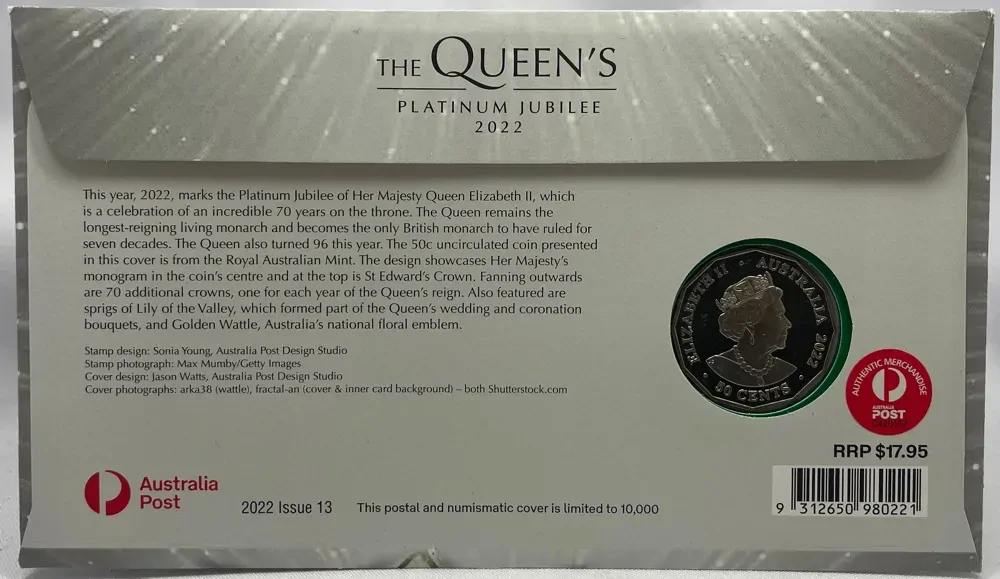 THE QUEEN'S
PLATINUM JUBILEE
2022
This year, 2022, marks the Platinum Jubilee of Her Majesty Queen Elizabeth II, which
is a celebration of an incredible 70 years on the throne. The Queen remains the
longest-reigning living monarch and becomes the only British monarch to have ruled for
seven decades. The Queen also turned 96 this year. The 50c uncirculated coin presented
in this cover is from the Royal Australian Mint. The design showcases Her Majesty's
monogram in the coin's centre and at the top is St Edward's Crown. Fanning outwards
are 70 additional crowns, one for each year of the Queen's reign. Also featured are
sprigs of Lily of the Valley, which formed part of the Queen's wedding and coronation
bouquets, and Golden Wattle, Australia's national floral emblem.
Stamp design: Sonia Young, Australia Post Design Studio
Stamp photograph: Max Mumby/Getty Images
Cover design: Jason Watts, Australia Post Design Studio
Cover photographs: arka38 (wattle), fractal-an (cover & inner card background) – both Shutterstock.com
ELIZABETH II • AUSTRALIA 2022
• 50 CENTS •
AUTHENTIC MERCHANDISE
AUSTRALIA
POST
RRP $17.95
9 312650 980221
Australia
Post
2022 Issue 13
This postal and numismatic cover is limited to 10,000